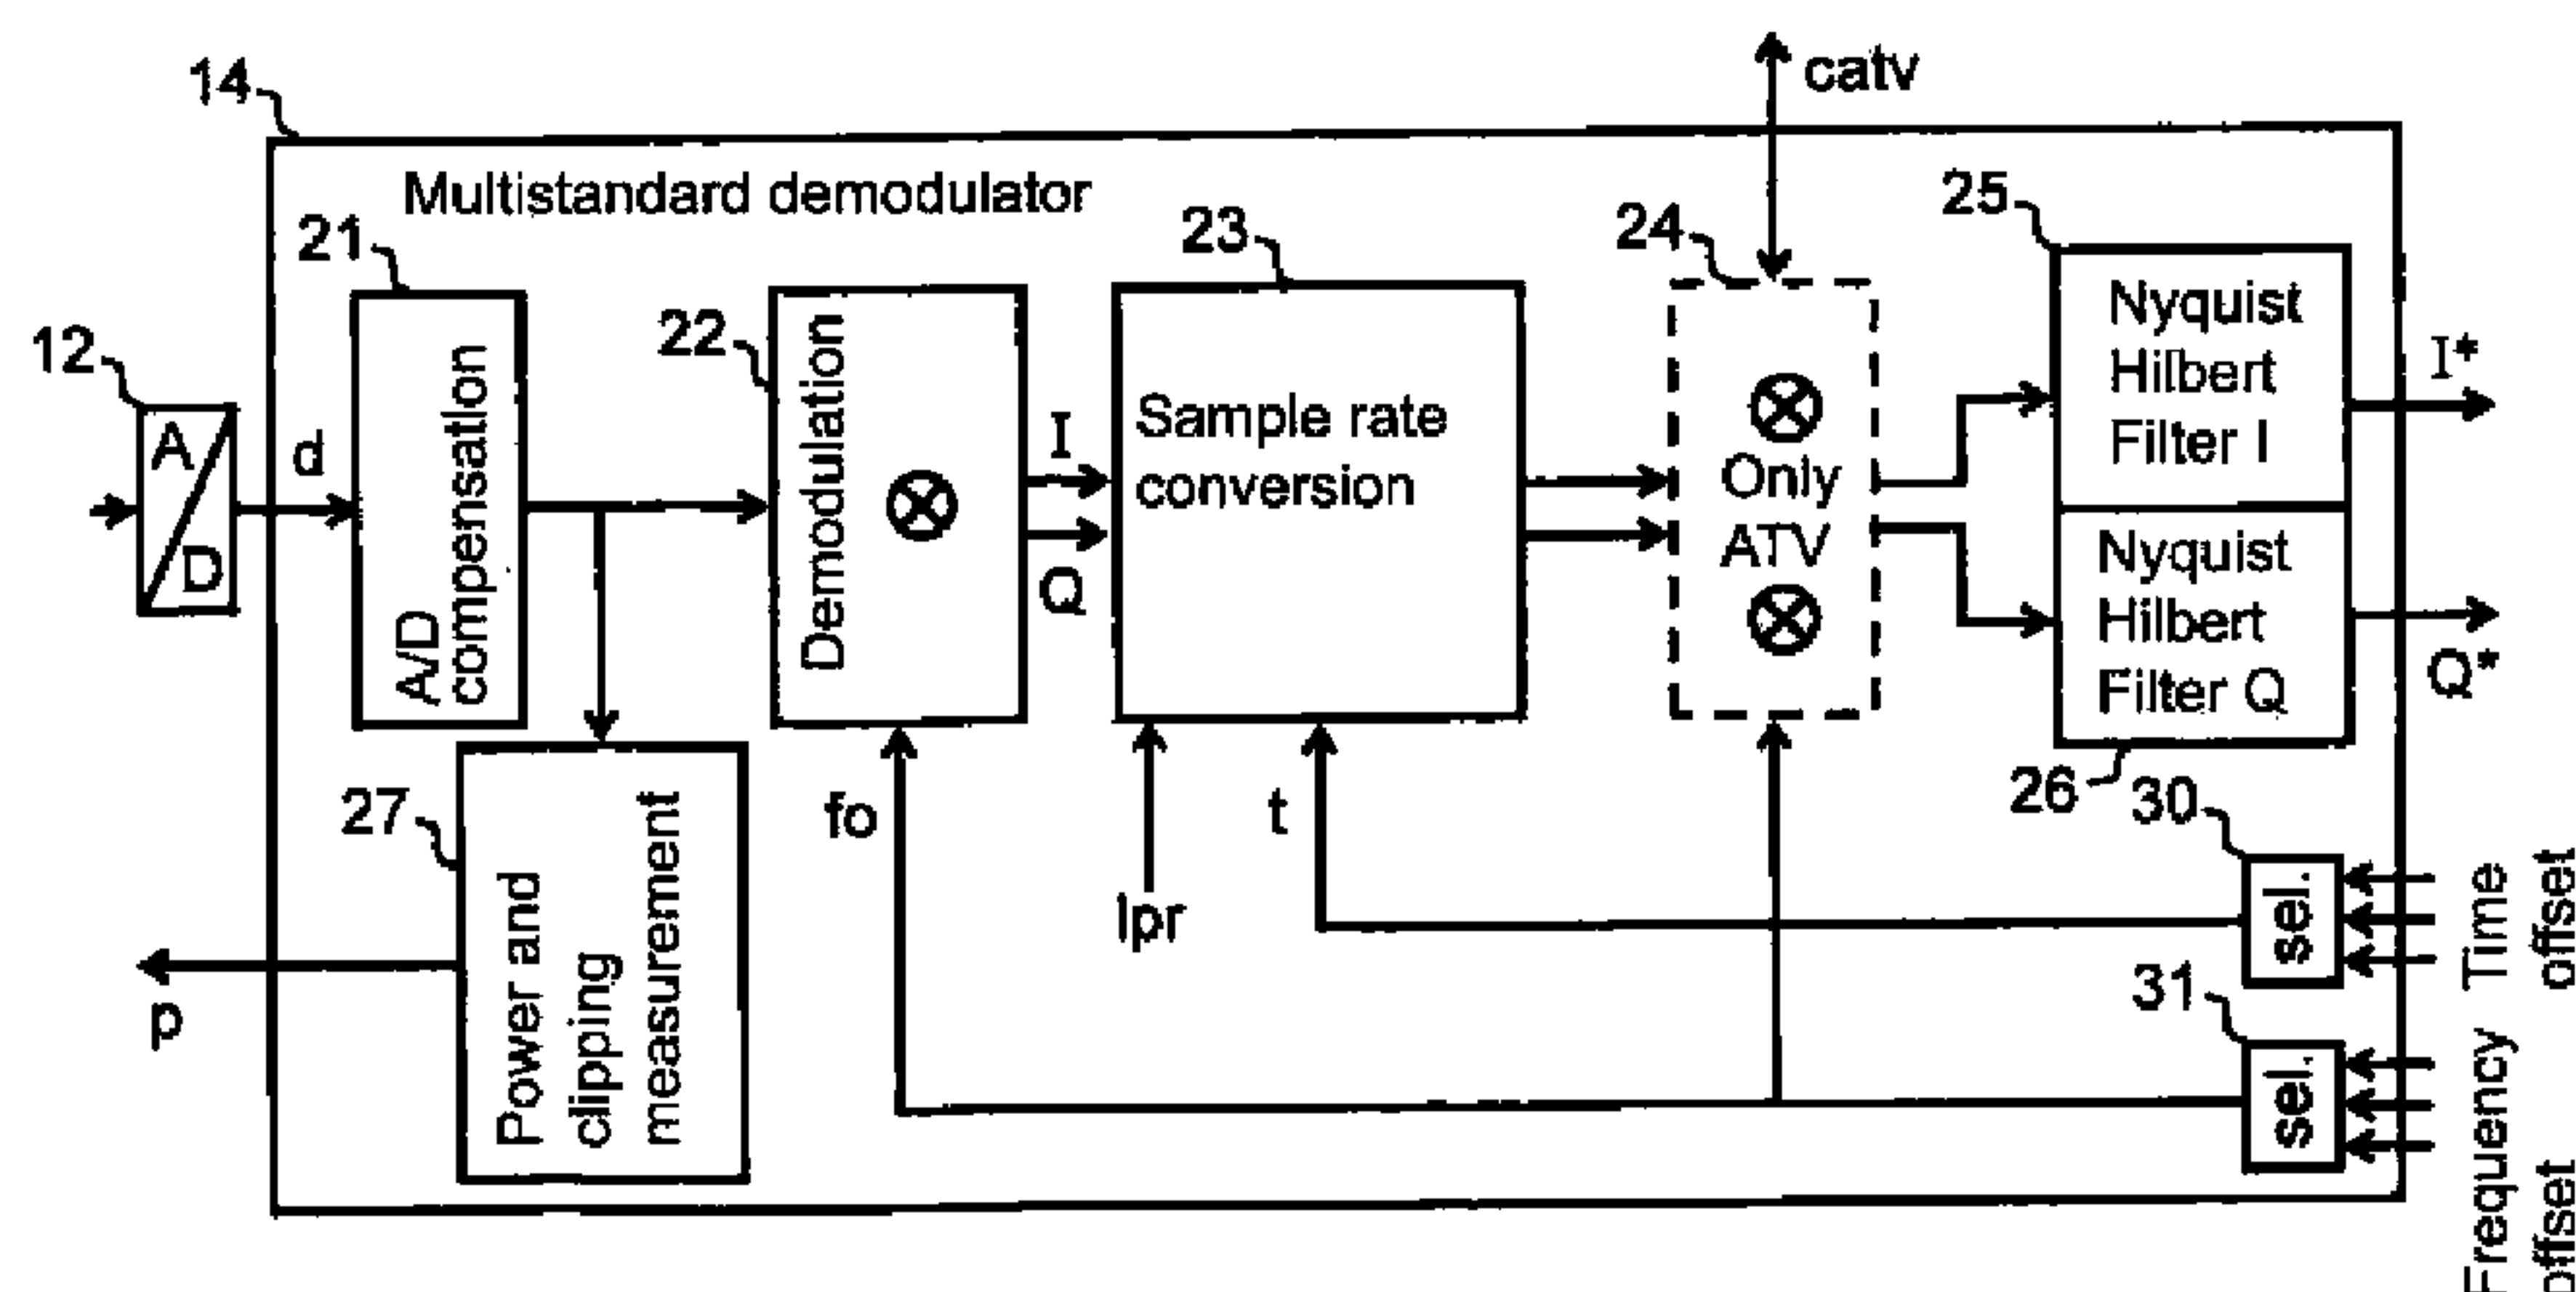 14
catv
Multistandard demodulator
12
A
D
d
21
A/D
compensation
22
Demodulation
I
Q
23
Sample rate
conversion
24
Only
ATV
25
Nyquist
Hilbert
Filter I
I*
Nyquist
Hilbert
Filter Q
Q*
26
27
Power and
clipping
measurement
p
fo
Ipr
t
30
sel.
Time
offset
31
sel.
Frequency
offset